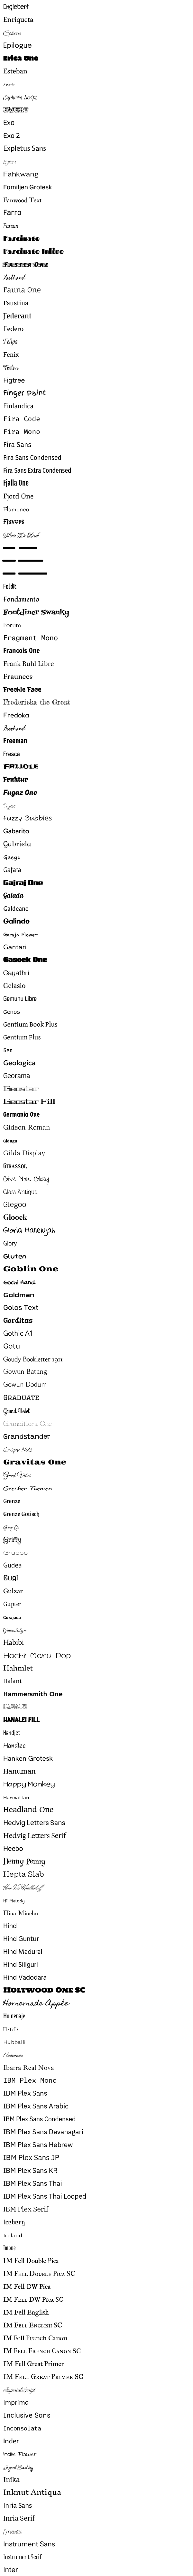 Englebert
Enriqueta
Ephesis
Epilogue
Erica One
Esteban
Euphoria Script
Exo
Exo 2
Expletus Sans
Explora
Fahkwang
Familjen Grotesk
Fanwood Text
Farro
Farsan
Fascinate
Fascinate Inline
Faster One
Fasthand
Fauna One
Faustina
Federant
Federo
Felipa
Fenix
Festive
Figtree
Finger Paint
Finlandica
Fira Code
Fira Mono
Fira Sans
Fira Sans Condensed
Fira Sans Extra Condensed
Fjalla One
Fjord One
Flamenco
Flavors
Fleur De Leah
Foldit
Fondamento
Fontdiner Swanky
Forum
Fragment Mono
Francois One
Frank Ruhl Libre
Fraunces
Freckle Face
Fredericka the Great
Fredoka
Freehand
Freeman
Fresca
Frijole
Fruktur
Fugaz One
Fuggles
Fuzzy Bubbles
Gabarito
Gabriela
Gaegu
Gafata
Gajraj One
Galada
Galdeano
Galindo
Gamja Flower
Gantari
Gasoek One
Gayathri
Gelasio
Gemunu Libre
Genos
Gentium Book Plus
Gentium Plus
Geo
Geologica
Georama
Geostar
Geostar Fill
Germania One
Gideon Roman
Gidugu
Gilda Display
Girassol
Give You Glory
Glass Antiqua
Glegoo
Gloock
Gloria Hallelujah
Glory
Gluten
Goblin One
Gochi Hand
Goldman
Golos Text
Gorditas
Gothic A1
Gotu
Goudy Bookletter 1911
Gowun Batang
Gowun Dodum
Graduate
Grand Hotel
Grandiflora One
Grandstander
Grape Nuts
Gravitas One
Great Vibes
Grechen Fuemen
Grenze
Grenze Gotisch
Grey Qo
Griffy
Gruppo
Gudea
Gugi
Gulzar
Gupter
Gurajada
Gwendolyn
Habibi
Hachi Maru Pop
Hahmlet
Halant
Hammersmith One
Hanalei
Hanalei Fill
Handjet
Handlee
Hanken Grotesk
Hanuman
Happy Monkey
Harmattan
Headland One
Hedvig Letters Sans
Hedvig Letters Serif
Heebo
Henny Penny
Hepta Slab
Herr Von Muellerhoff
Hi Melody
Hina Mincho
Hind
Hind Guntur
Hind Madurai
Hind Siliguri
Hind Vadodara
Holtwood One SC
Homemade Apple
Homenaje
Hubballi
Hurricane
Ibarra Real Nova
IBM Plex Mono
IBM Plex Sans
IBM Plex Sans Arabic
IBM Plex Sans Condensed
IBM Plex Sans Devanagari
IBM Plex Sans Hebrew
IBM Plex Sans JP
IBM Plex Sans KR
IBM Plex Sans Thai
IBM Plex Sans Thai Looped
IBM Plex Serif
Iceberg
Iceland
Imbue
IM Fell Double Pica
IM Fell Double Pica SC
IM Fell DW Pica
IM Fell DW Pica SC
IM Fell English
IM Fell English SC
IM Fell French Canon
IM Fell French Canon SC
IM Fell Great Primer
IM Fell Great Primer SC
Imperial Script
Imprima
Inclusive Sans
Inconsolata
Inder
Indie Flower
Ingrid Darling
Inika
Inknut Antiqua
Inria Sans
Inria Serif
Inspiration
Instrument Sans
Instrument Serif
Inter